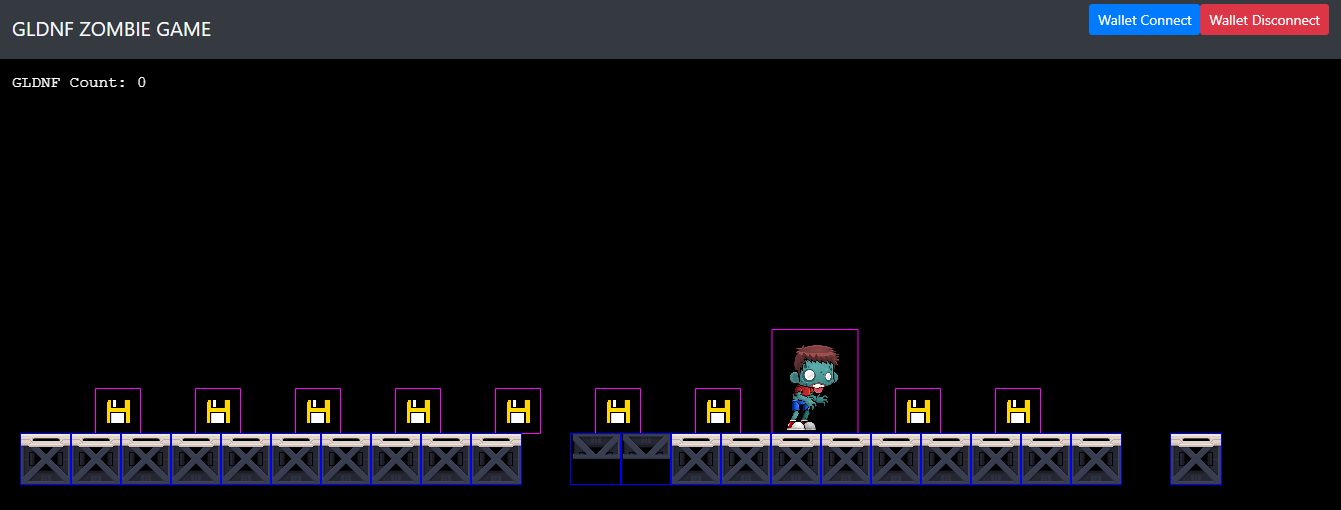 GLDNF ZOMBIE GAME
Wallet Connect
Wallet Disconnect
GLDNF Count: 0